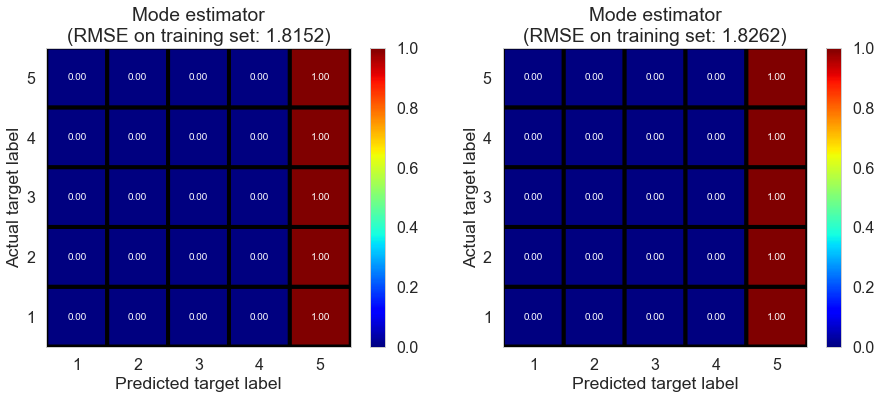 Mode estimator
(RMSE on training set: 1.8152)
Actual target label
5 0.00 0.00 0.00 0.00 1.00
4 0.00 0.00 0.00 0.00 1.00
3 0.00 0.00 0.00 0.00 1.00
2 0.00 0.00 0.00 0.00 1.00
1 0.00 0.00 0.00 0.00 1.00
1 2 3 4 5
Predicted target label
1.0
0.8
0.6
0.4
0.2
0.0
Mode estimator
(RMSE on training set: 1.8262)
Actual target label
5 0.00 0.00 0.00 0.00 1.00
4 0.00 0.00 0.00 0.00 1.00
3 0.00 0.00 0.00 0.00 1.00
2 0.00 0.00 0.00 0.00 1.00
1 0.00 0.00 0.00 0.00 1.00
1 2 3 4 5
Predicted target label
1.0
0.8
0.6
0.4
0.2
0.0